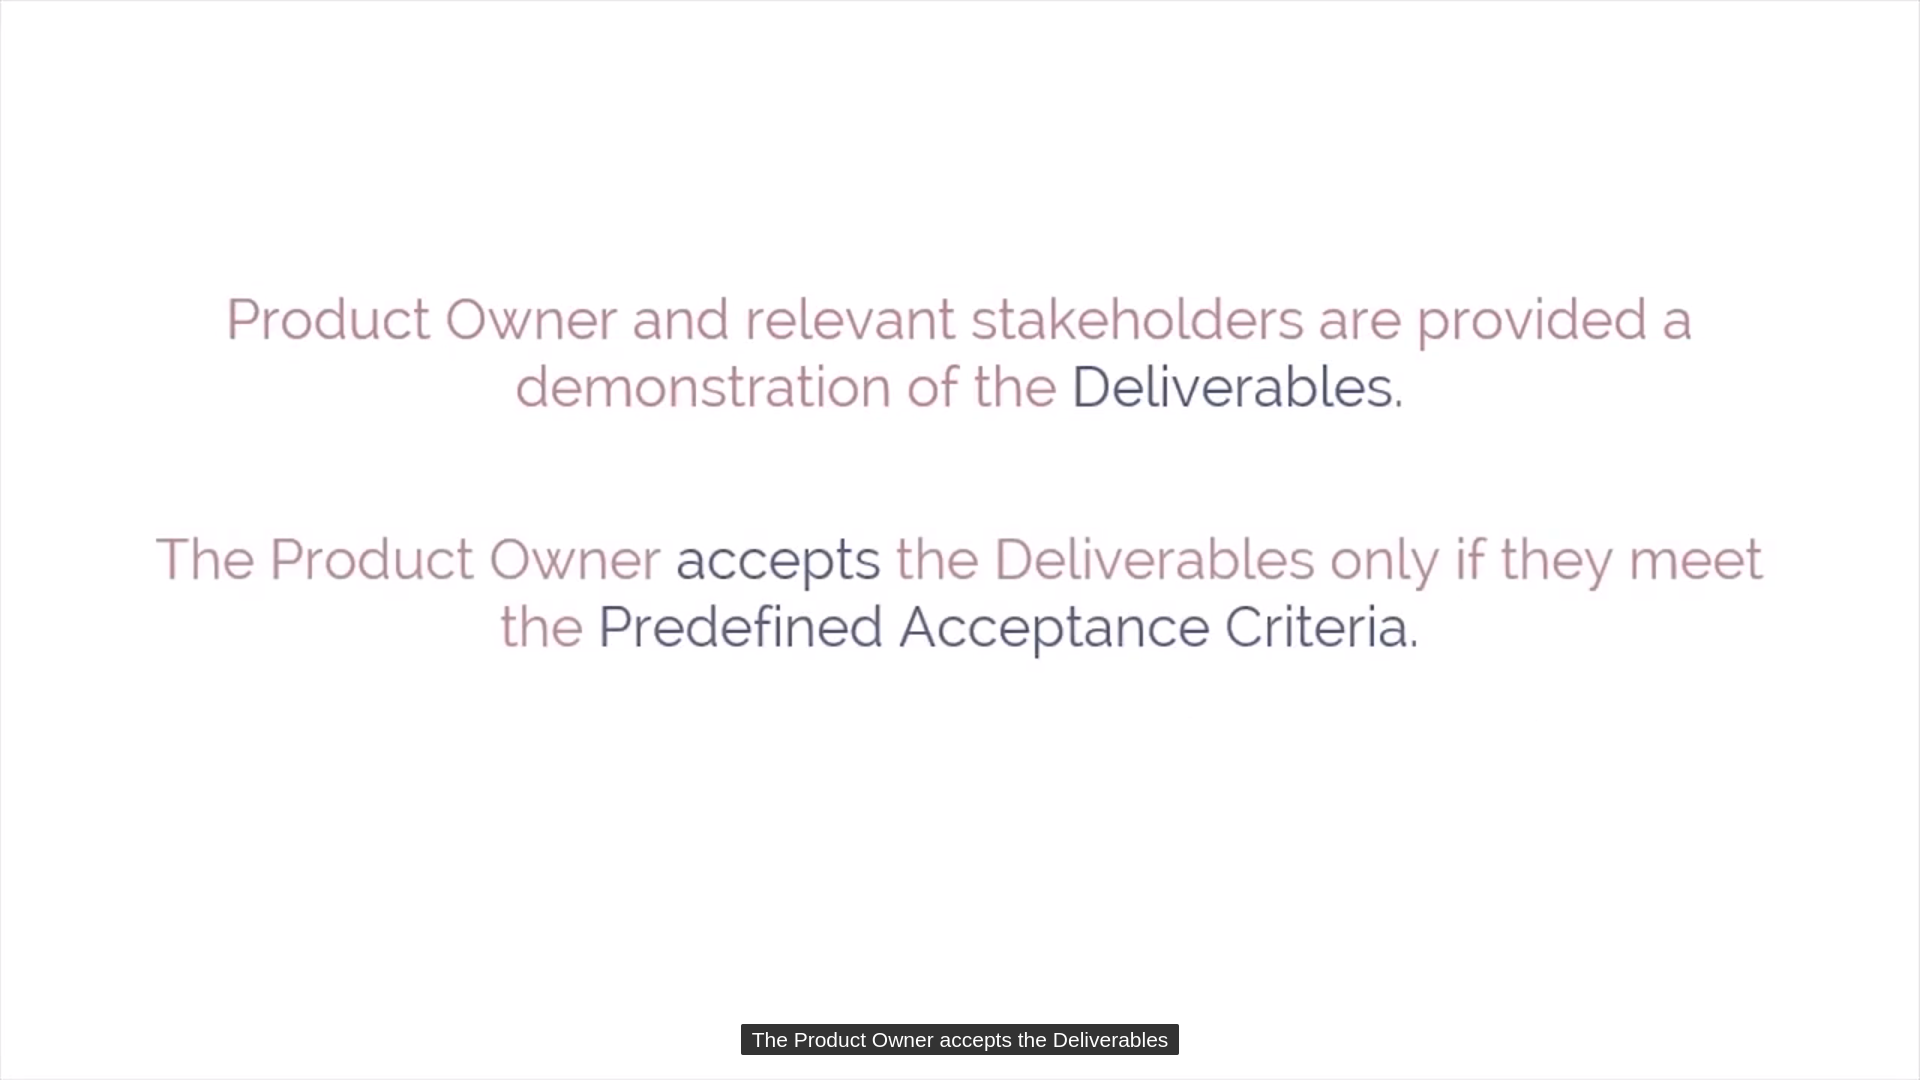 Product Owner and relevant stakeholders are provided a
demonstration of the Deliverables.
The Product Owner accepts the Deliverables only if they meet
the Predefined Acceptance Criteria.
The Product Owner accepts the Deliverables